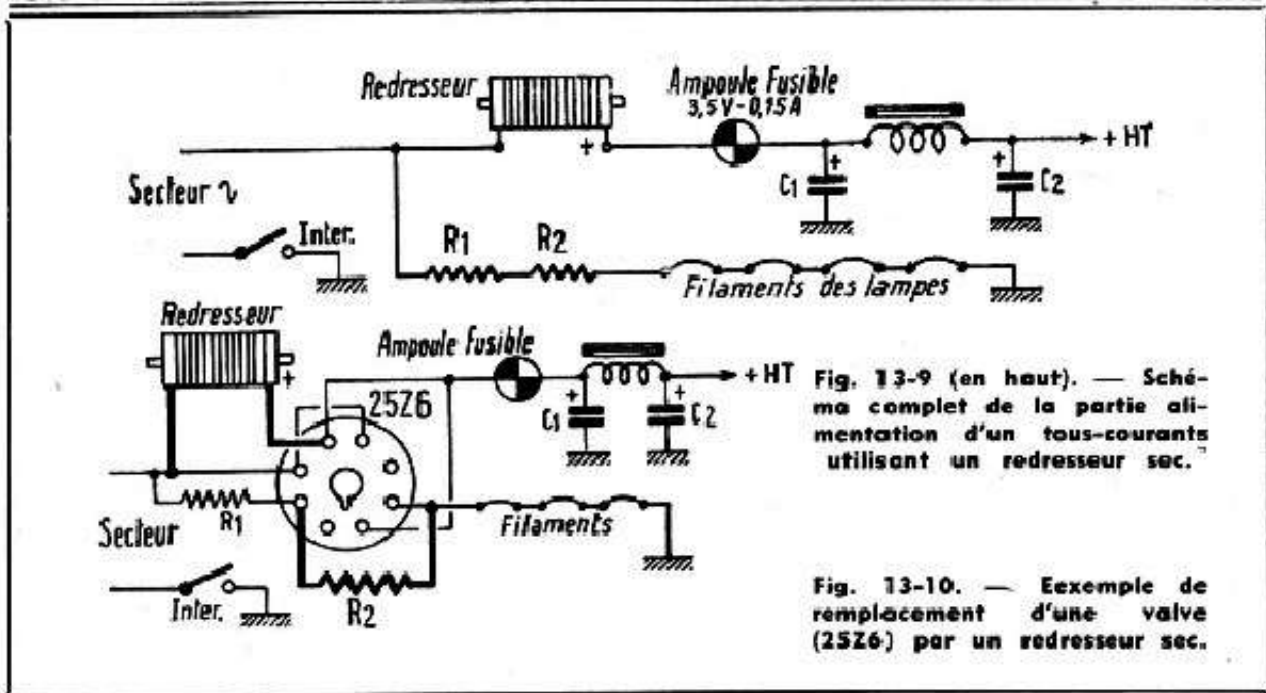 Redresseur
Ampoule Fusible
3,5V-0,15A
+
+ HT
C1
+
+
C2
Secteur
Inter.
R1 R2
Filaments des lampes
Redresseur
+
Ampoule Fusible
25Z6
+ HT
C1
+
+
C2
R1
Secteur
Inter.
R2
Filaments
Fig. 13-9 (en haut). — Sché-
ma complet de la partie ali-
mentation d'un tous-courants
utilisant un redresseur sec.
Fig. 13-10. — Eexemple de
remplacement d'une valve
(25Z6) par un redresseur sec.